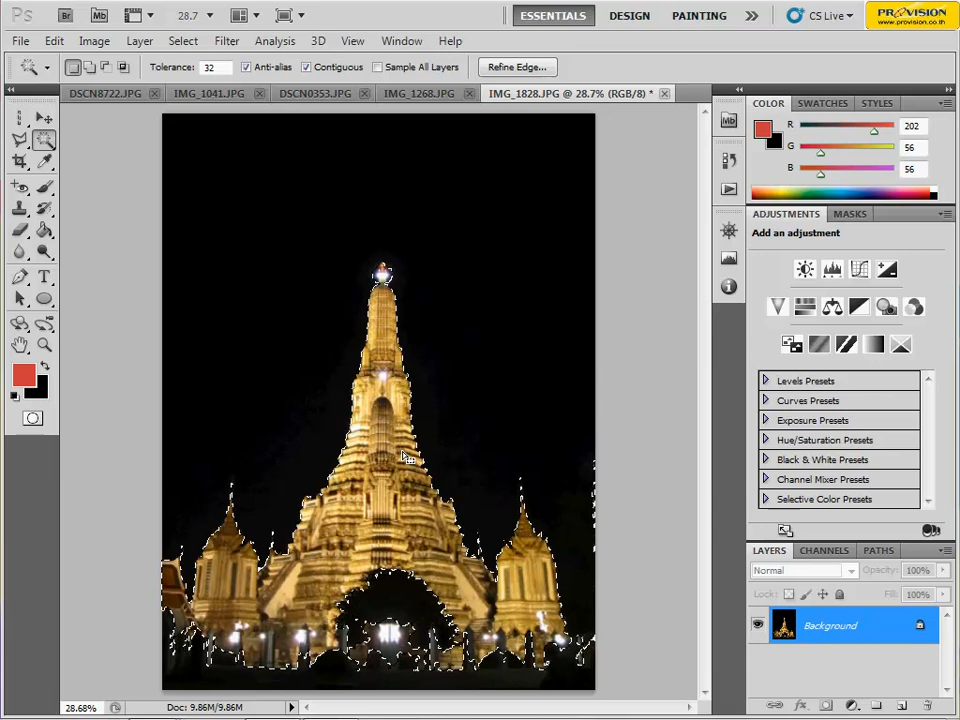 Ps Br Mb 28.7 ESSENTIALS DESIGN PAINTING CS Live PROVISION
www.provision.co.th
File Edit Image Layer Select Filter Analysis 3D View Window Help
Tolerance: 32 Anti-alias Contiguous Sample All Layers Refine Edge...
DSCN8722.JPG IMG_1041.JPG DSCN0353.JPG IMG_1268.JPG IMG_1828.JPG @ 28.7% (RGB/8) *
COLOR SWATCHES STYLES
Mb
R 202
G 56
B 56
ADJUSTMENTS MASKS
Add an adjustment
Levels Presets
Curves Presets
Exposure Presets
Hue/Saturation Presets
Black & White Presets
Channel Mixer Presets
Selective Color Presets
LAYERS CHANNELS PATHS
Normal Opacity: 100%
Lock: Fill: 100%
Background
28.68% Doc: 9.86M/9.86M